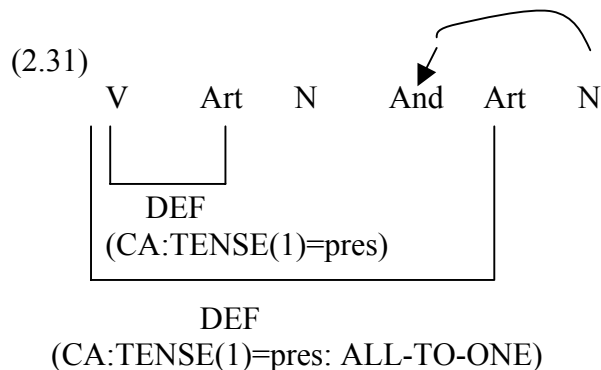 (2.31)
V Art N And Art N
DEF
(CA:TENSE(1)=pres)
DEF
(CA:TENSE(1)=pres: ALL-TO-ONE)